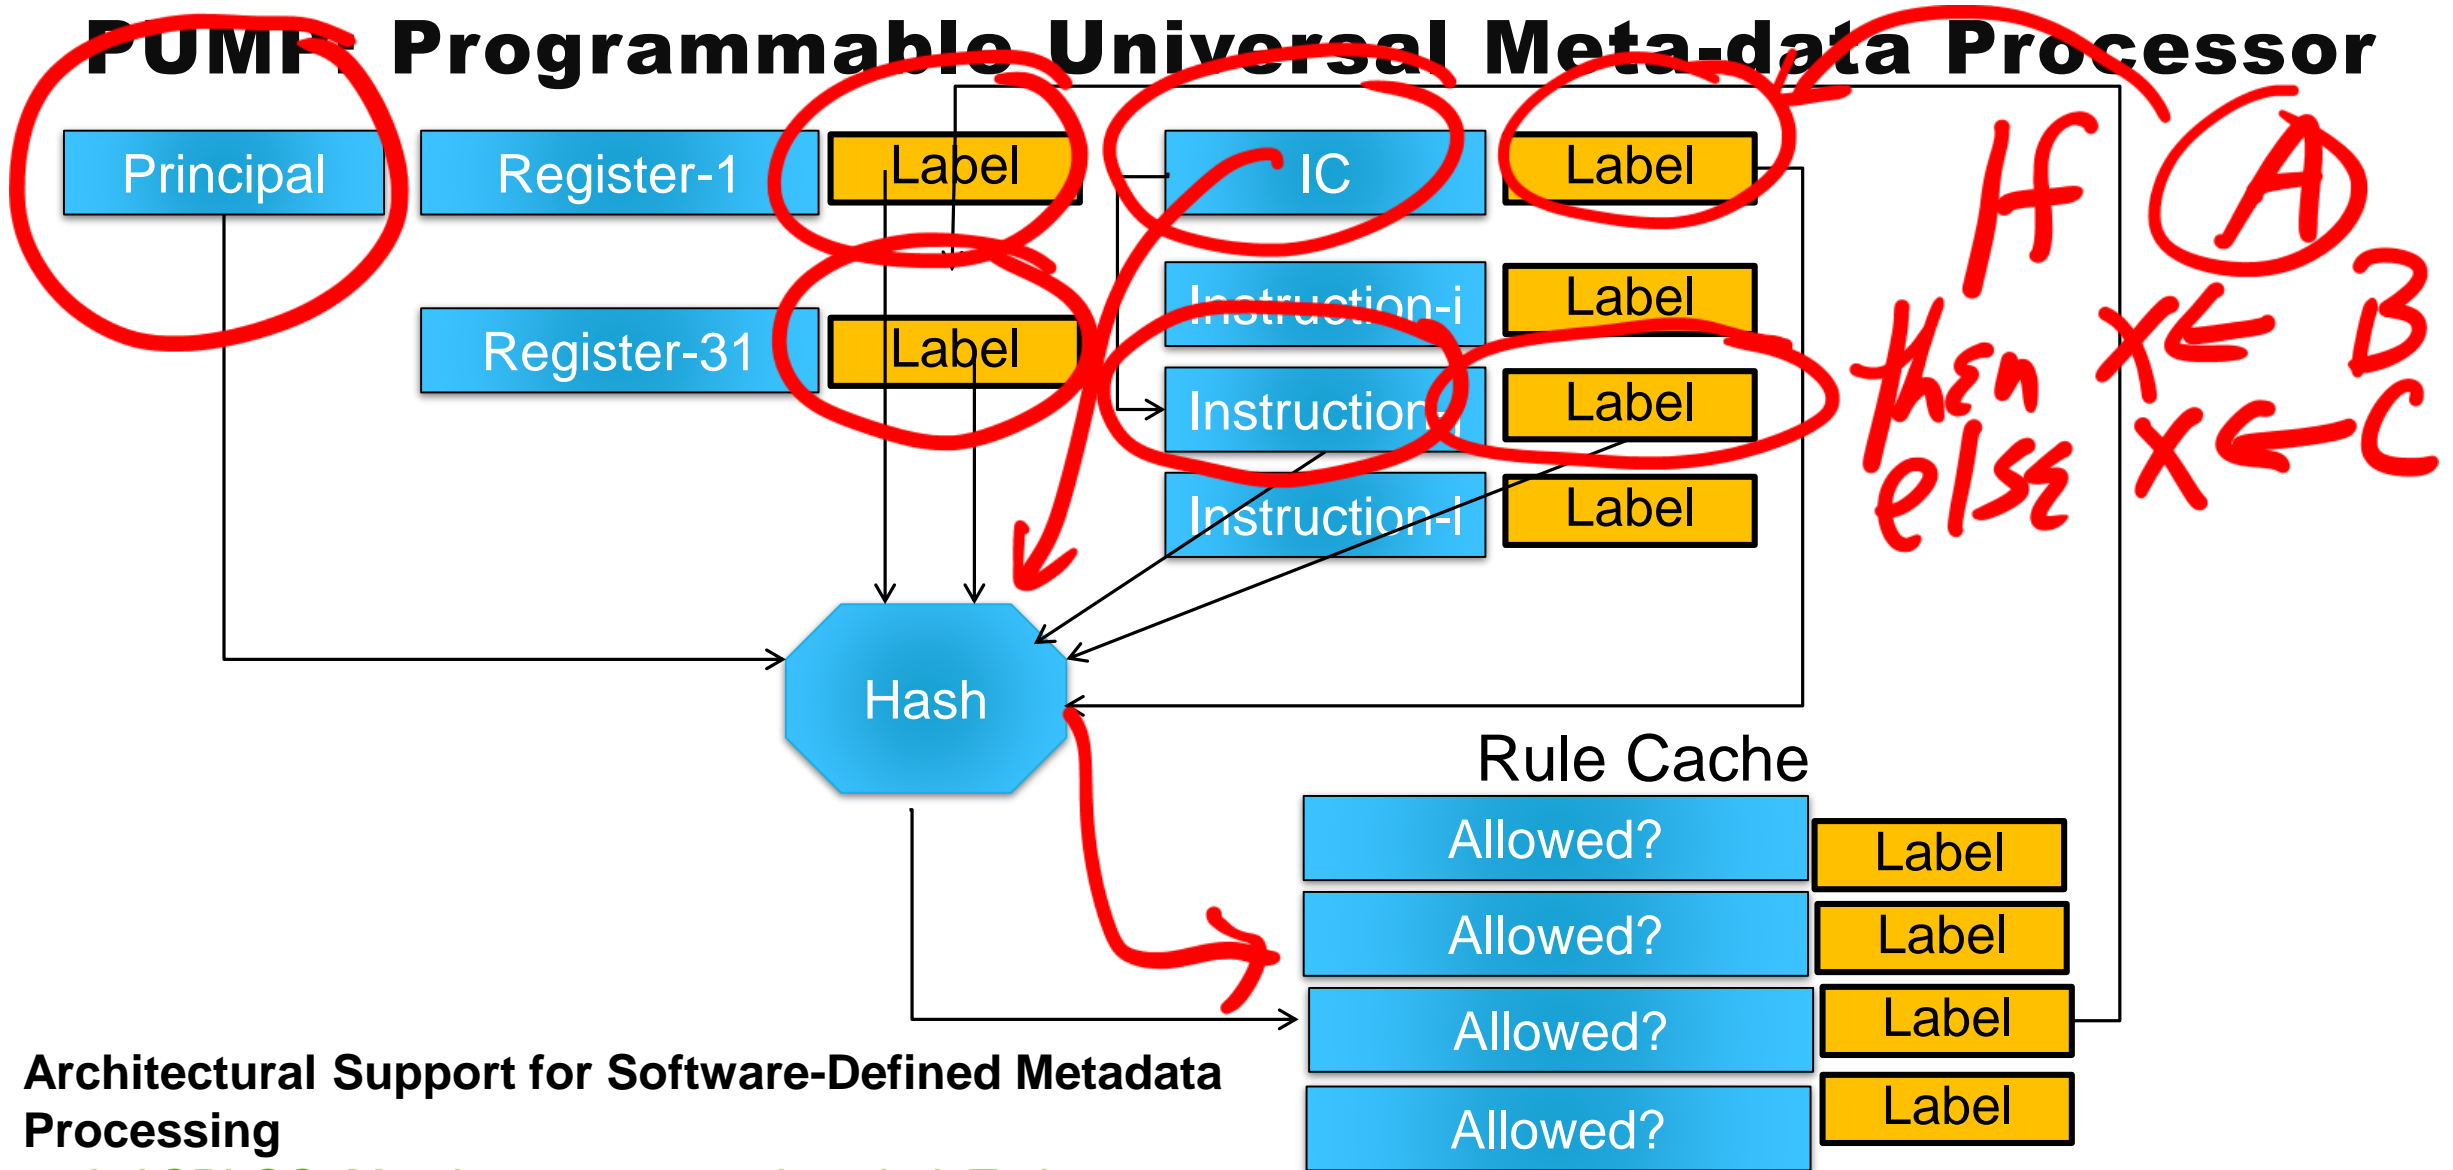 PUMP: Programmable Universal Meta-data Processor
Principal
Register-1
Label
IC
Label
If A
Instruction-i
Label
then x ← B
Register-31
Label
Instruction-j
Label
else x ← C
Instruction-l
Label
Hash
Rule Cache
Allowed?
Label
Allowed?
Label
Allowed?
Label
Allowed?
Label
Architectural Support for Software-Defined Metadata
Processing